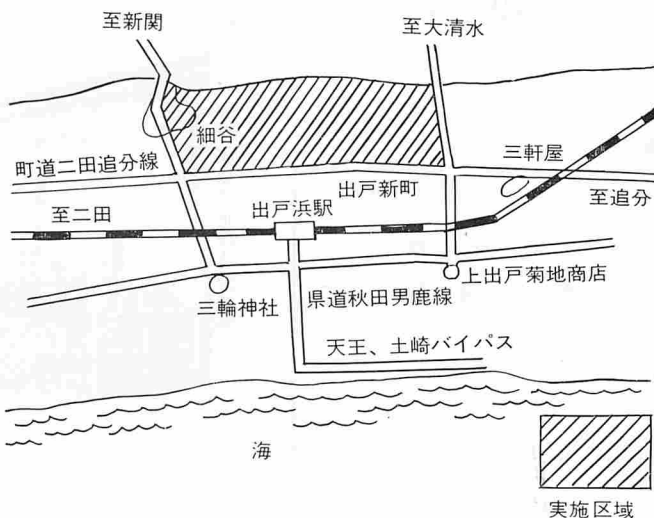 至新関
至大清水
細谷
町道二田追分線
三軒屋
出戸新町
至追分
至二田
出戸浜駅
上出戸菊地商店
三輪神社
県道秋田男鹿線
天王、土崎バイパス
海
実施区域